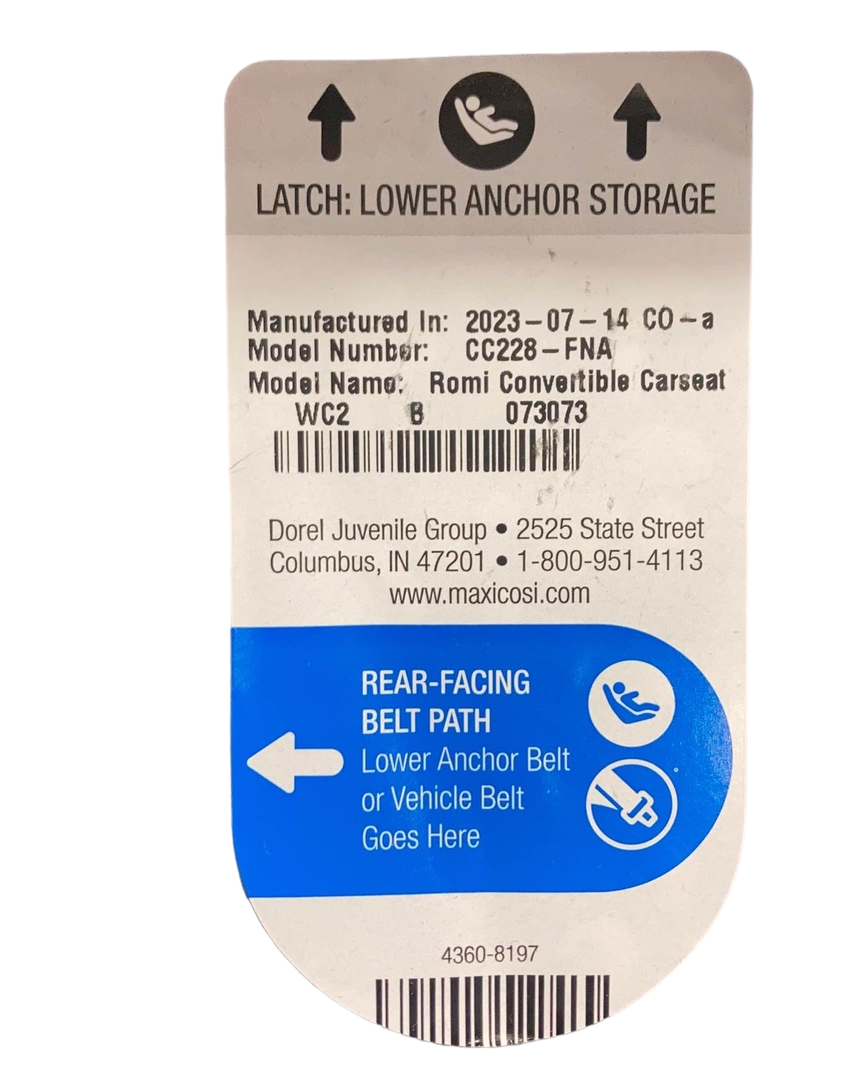 LATCH: LOWER ANCHOR STORAGE
Manufactured In: 2023-07-14 CO-a
Model Number: CC228-FNA
Model Name: Romi Convertible Carseat
WC2 B 073073
Dorel Juvenile Group • 2525 State Street
Columbus, IN 47201 • 1-800-951-4113
www.maxicosi.com
REAR-FACING
BELT PATH
Lower Anchor Belt
or Vehicle Belt
Goes Here
4360-8197